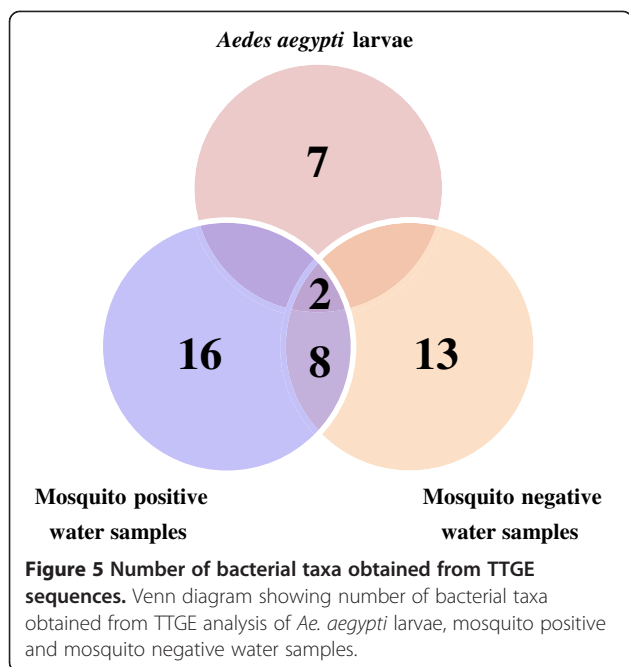 Aedes aegypti larvae
7
2
16
8
13
Mosquito positive
water samples
Mosquito negative
water samples
Figure 5 Number of bacterial taxa obtained from TTGE
sequences. Venn diagram showing number of bacterial taxa
obtained from TTGE analysis of Ae. aegypti larvae, mosquito positive
and mosquito negative water samples.